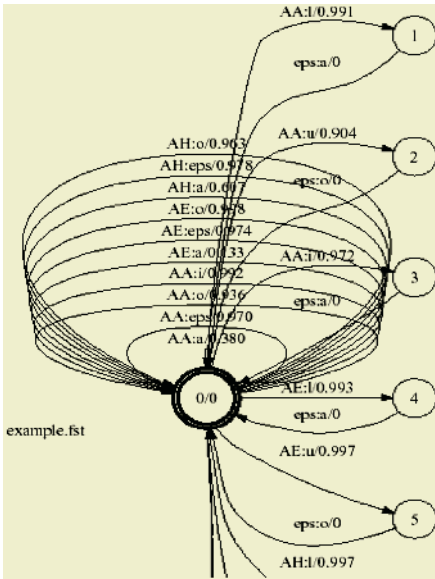 AA:l/0.991
1
eps:a/0
AA:u/0.904
2
eps:o/0
AH:o/0.963
AH:eps/0.978
AH:a/0.607
AE:o/0.998
AE:eps/0.974
AE:a/0.133
AA:i/0.992
AA:o/0.936
AA:eps/0.970
AA:a/0.380
AA:i/0.972
3
eps:a/0
0/0
AE:l/0.993
4
eps:a/0
example.fst
AE:u/0.997
5
eps:o/0
AH:l/0.997